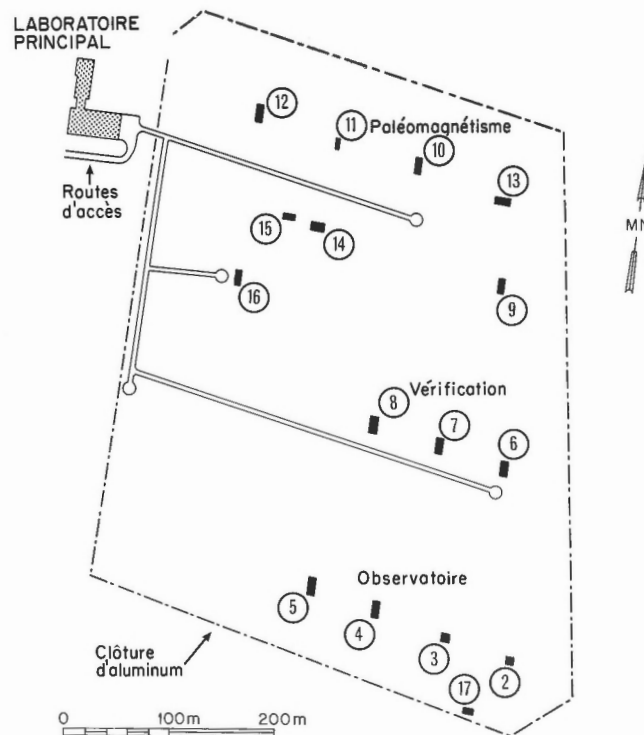 LABORATOIRE
PRINCIPAL
12
11
Paléomagnétisme
10
13
Routes
d'accès
MN
15
14
16
9
Vérification
8
7
6
Observatoire
5
4
3
2
17
Clôture
d'aluminum
0
100m
200m